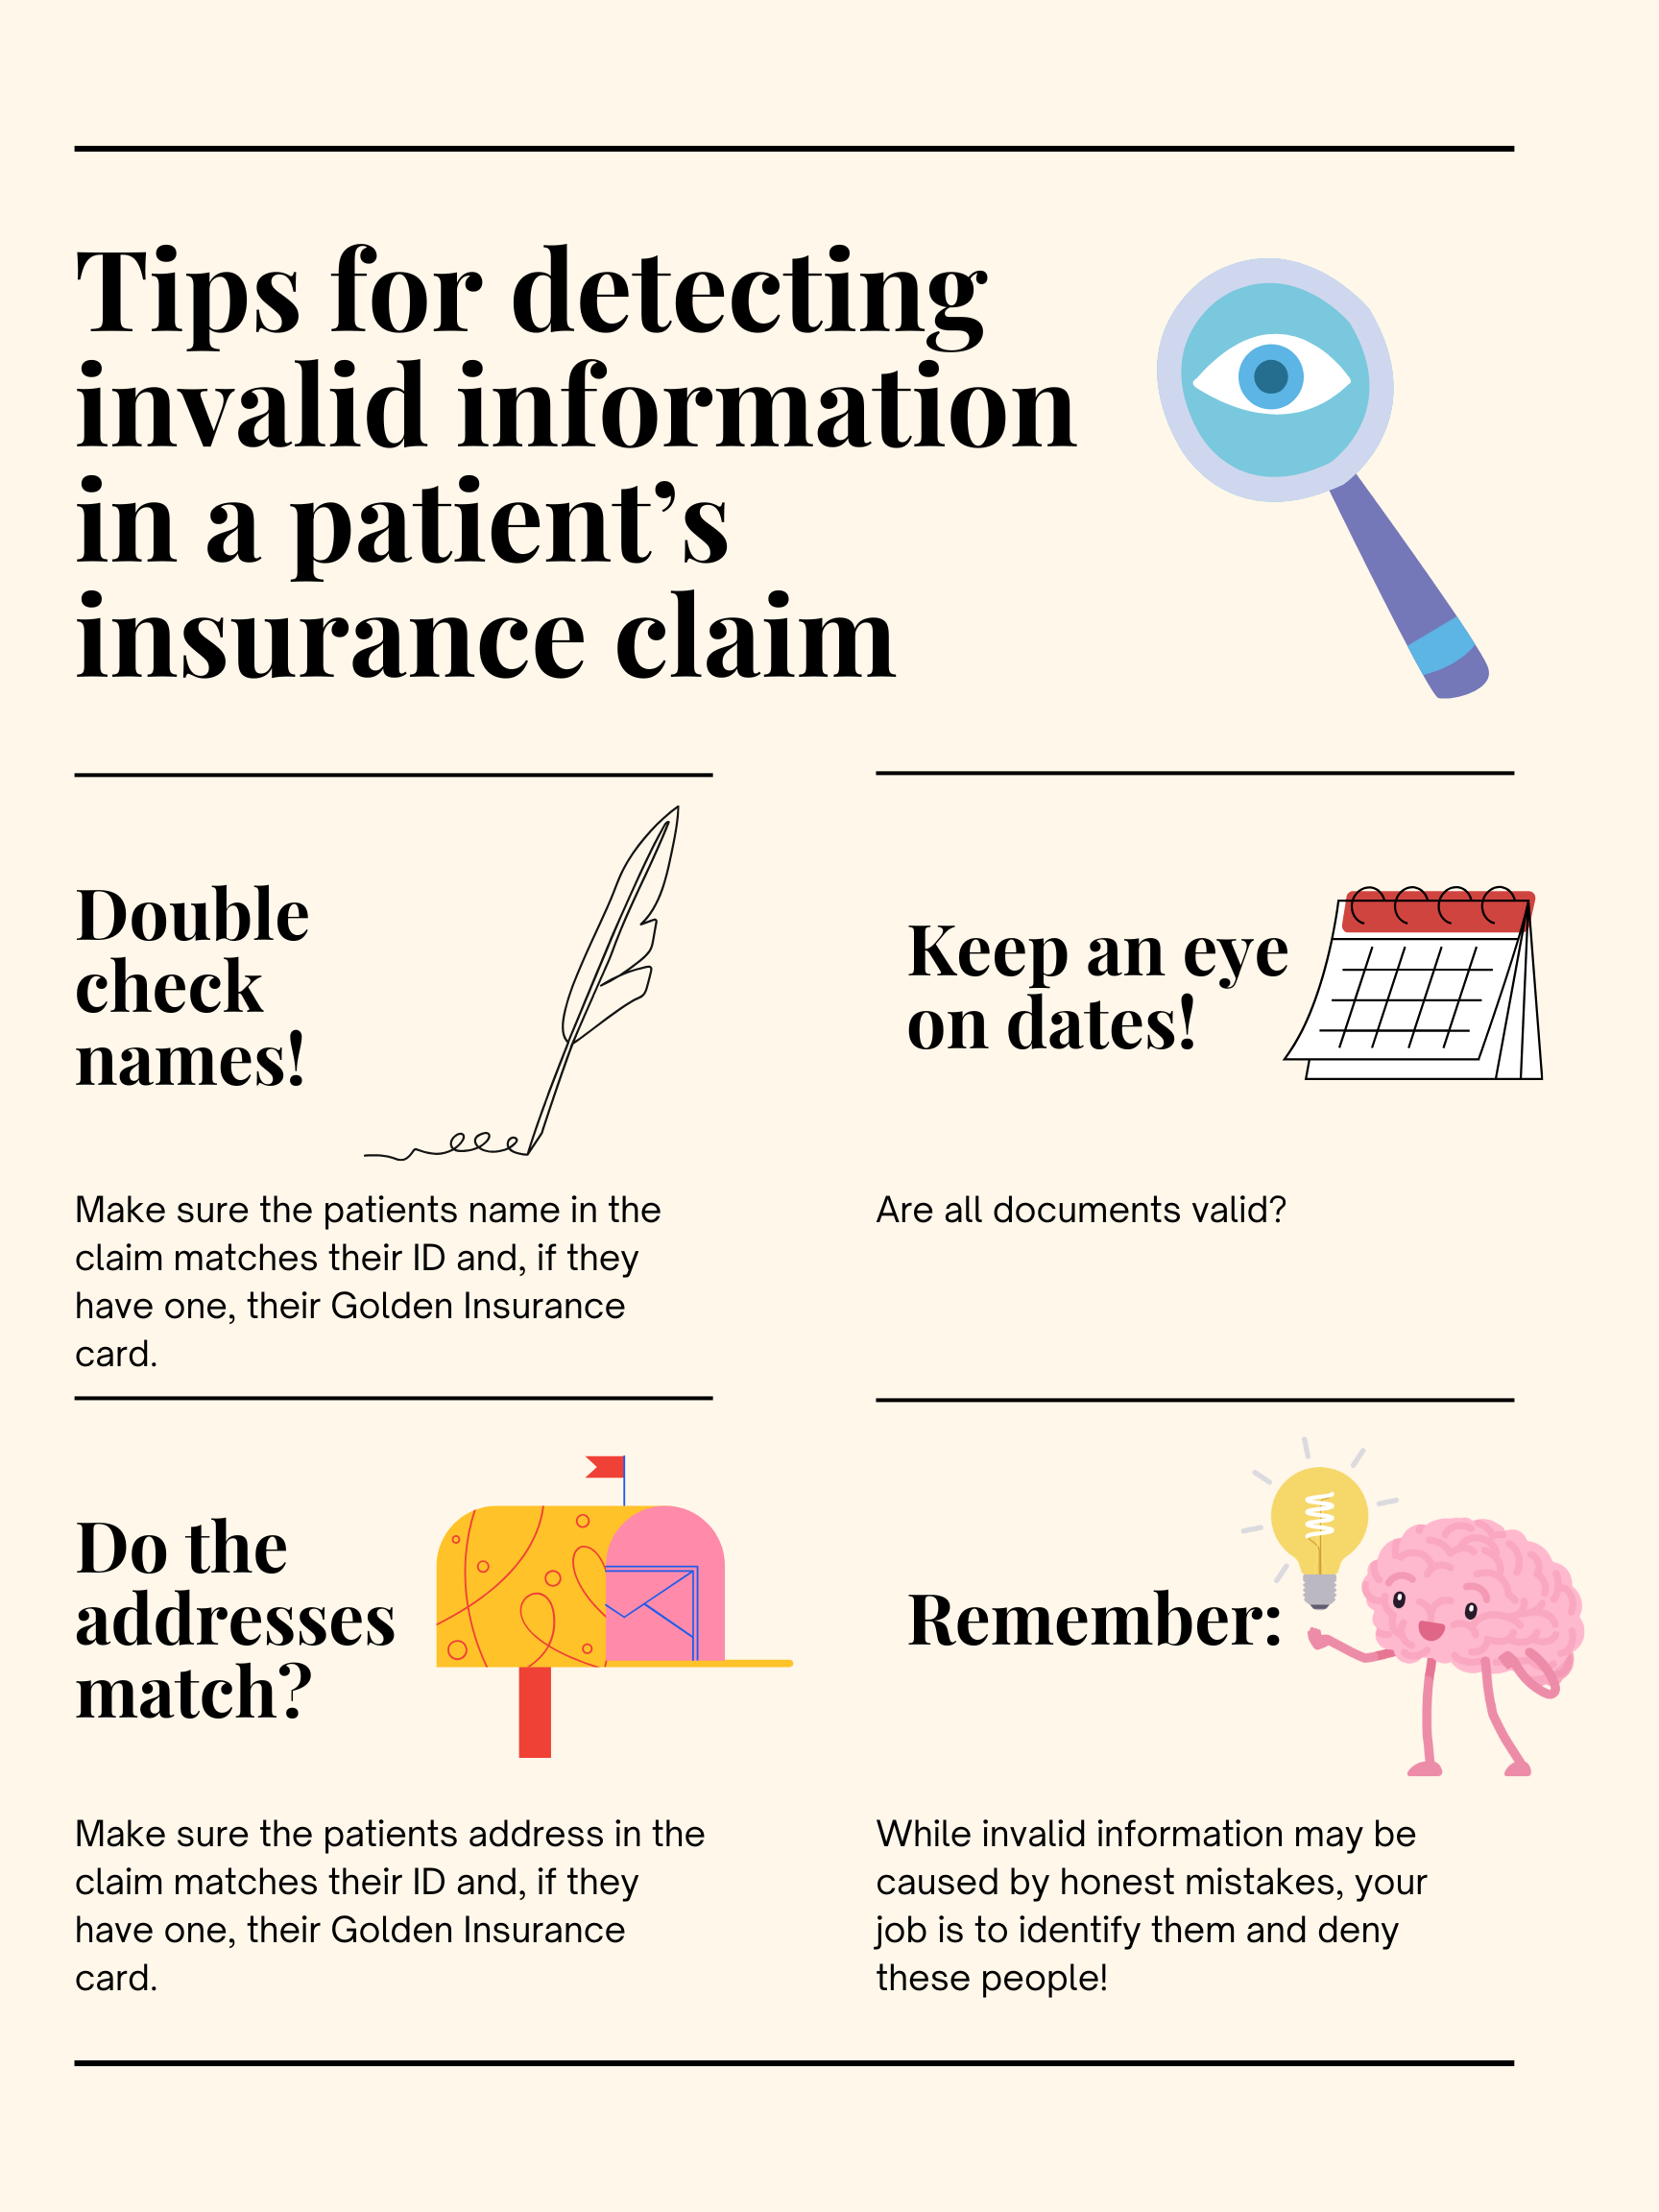 Tips for detecting
invalid information
in a patient’s
insurance claim
Double
check
names!
Make sure the patients name in the
claim matches their ID and, if they
have one, their Golden Insurance
card.
Keep an eye
on dates!
Are all documents valid?
Do the
addresses
match?
Make sure the patients address in the
claim matches their ID and, if they
have one, their Golden Insurance
card.
Remember:
While invalid information may be
caused by honest mistakes, your
job is to identify them and deny
these people!